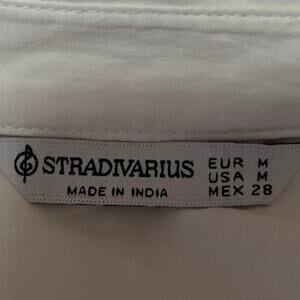 STRADIVARIUS
MADE IN INDIA
EUR M
USA M
MEX 28